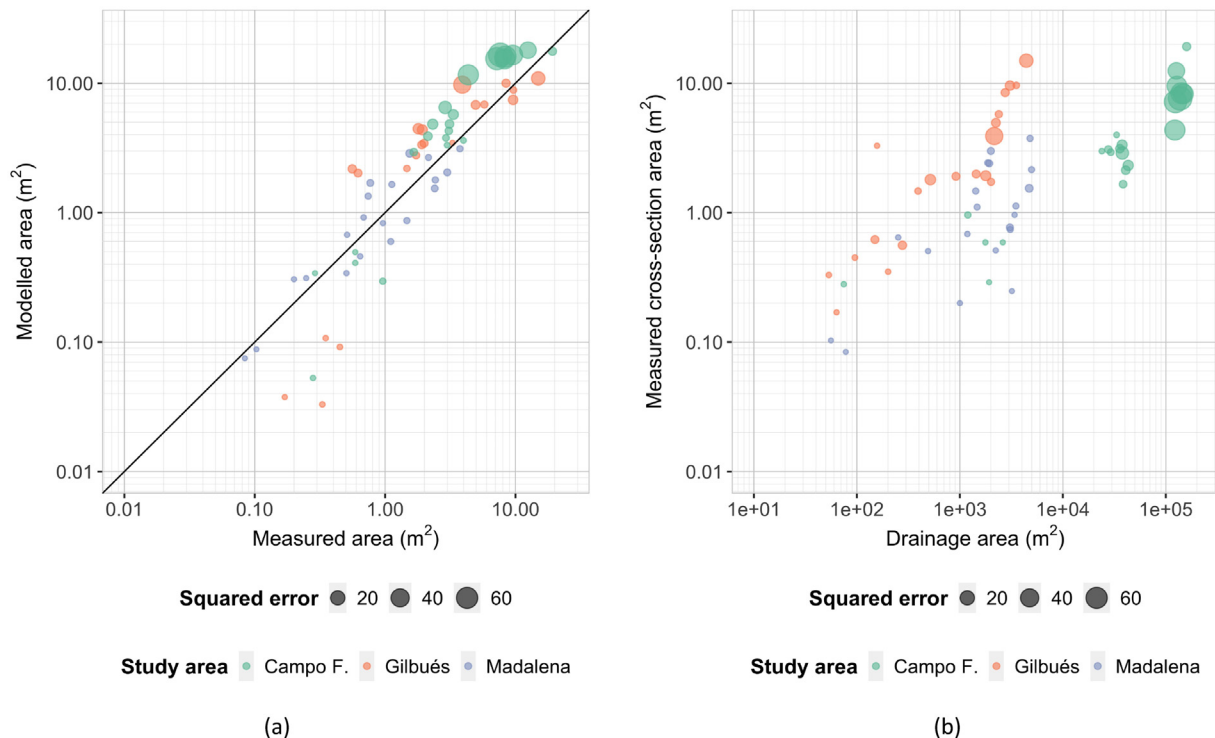 10.00
1.00
0.10
0.01
Modelled area (m²)
0.01 0.10 1.00 10.00
Measured area (m²)
Squared error 20 40 60
Study area Campo F. Gilbués Madalena
(a)
10.00
1.00
0.10
0.01
Measured cross-section area (m²)
1e+01 1e+02 1e+03 1e+04 1e+05
Drainage area (m²)
Squared error 20 40 60
Study area Campo F. Gilbués Madalena
(b)